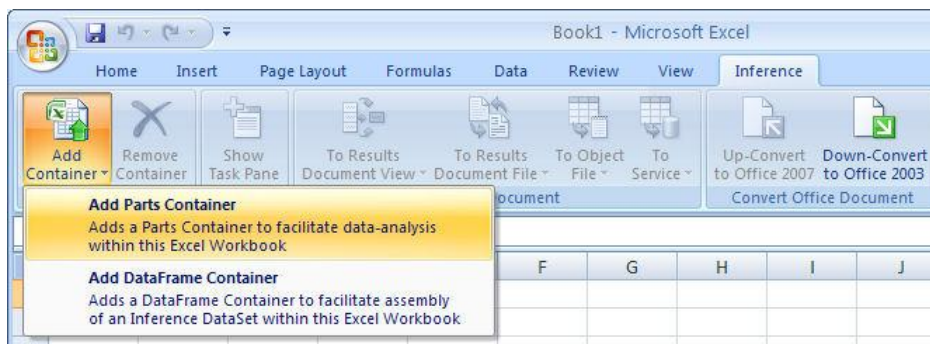 Book1 - Microsoft Excel
Home Insert Page Layout Formulas Data Review View Inference
Add Remove Show To Results To Results To Object To Up-Convert Down-Convert
Container Container Task Pane Document View Document File File Service to Office 2007 to Office 2003
ocument Convert Office Document
Add Parts Container
Adds a Parts Container to facilitate data-analysis
within this Excel Workbook
Add DataFrame Container
Adds a DataFrame Container to facilitate assembly
of an Inference DataSet within this Excel Workbook
F G H I J